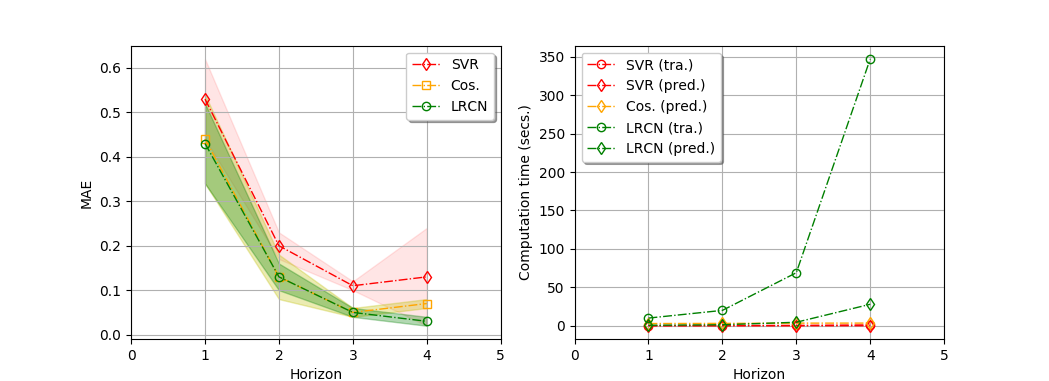 0.6
0.5
0.4
0.3
0.2
0.1
0.0
MAE
0 1 2 3 4 5
Horizon
SVR
Cos.
LRCN
350
300
250
200
150
100
50
0
Computation time (secs.)
0 1 2 3 4 5
Horizon
SVR (tra.)
SVR (pred.)
Cos. (pred.)
LRCN (tra.)
LRCN (pred.)